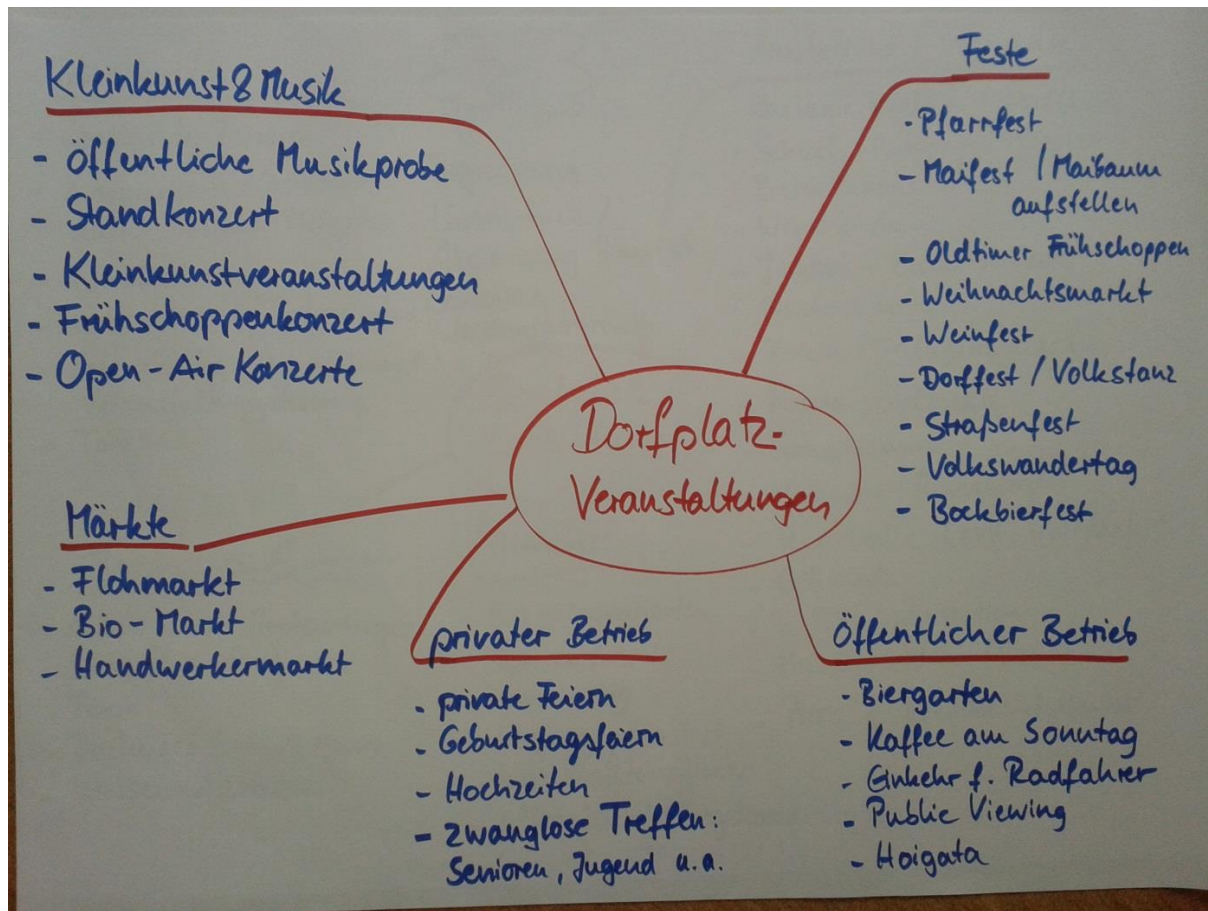 Kleinkunst & Musik
- öffentliche Musikprobe
- Standkonzert
- Kleinkunstveranstaltungen
- Frühschoppenkonzert
- Open-Air Konzerte
Feste
- Pfarrfest
- Maifest / Maibaum
aufstellen
- Oldtimer Frühschoppen
- Weihnachtsmarkt
- Weinfest
- Dorffest / Volkstanz
- Straßenfest
- Volkswandertag
- Bockbierfest
Dorfplatz-
Veranstaltungen
Märkte
- Flohmarkt
- Bio-Markt
- Handwerkermarkt
privater Betrieb
- private Feiern
- Geburtstagsfeiern
- Hochzeiten
- zwanglose Treffen:
Senioren, Jugend u.a.
Öffentlicher Betrieb
- Biergarten
- Kaffee am Sonntag
- Einkehr f. Radfahrer
- Public Viewing
- Hoigata